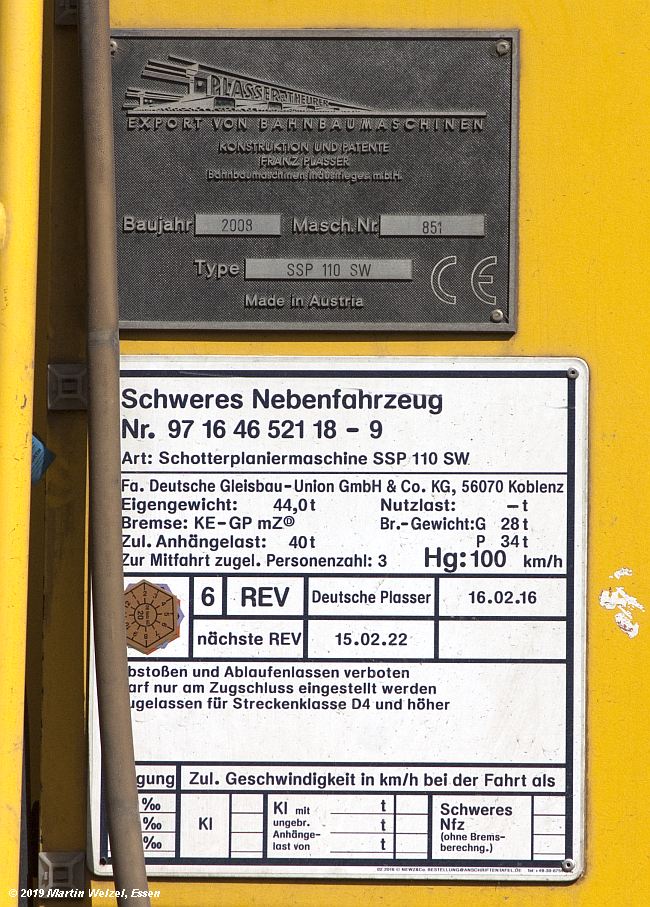 PLASSER & THEURER
EXPORT VON BAHNBAUMASCHINEN
KONSTRUKTION UND PATENTE
FRANZ PLASSER
Bahnbaumaschinen Industrieges.m.b.H.
Baujahr 2009 Masch.Nr. 851
Type SSP 110 SW
CE
Made in Austria
Schweres Nebenfahrzeug
Nr. 97 16 46 521 18 - 9
Art: Schotterplaniermaschine SSP 110 SW
Fa. Deutsche Gleisbau-Union GmbH & Co. KG, 56070 Koblenz
Eigengewicht: 44,0 t Nutzlast: – t
Bremse: KE-GP mZ® Br.-Gewicht: G 28 t
Zul. Anhängelast: 40 t P 34 t
Zur Mitfahrt zugel. Personenzahl: 3 Hg: 100 km/h
6 REV Deutsche Plasser 16.02.16
nächste REV 15.02.22
bstoßen und Ablaufenlassen verboten
arf nur am Zugschluss eingestellt werden
ugelassen für Streckenklasse D4 und höher
gung Zul. Geschwindigkeit in km/h bei der Fahrt als
‰ ‰ ‰
Kl
Kl mit t
ungebr. t
Anhänge-
last von t
Schweres
Nfz
(ohne Brems-
berechng.)
© 2019 Martin Welzel, Essen